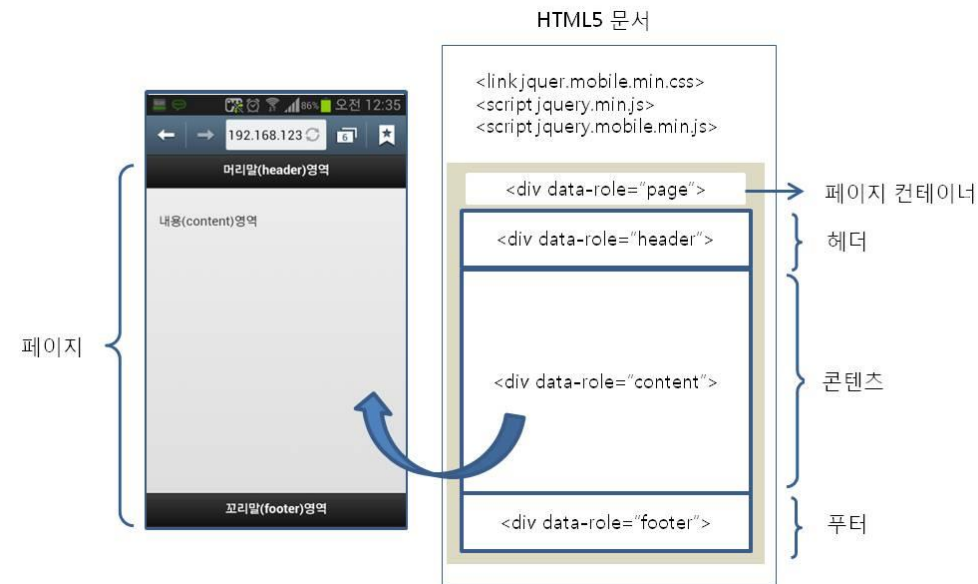 HTML5 문서
<linkjquer.mobile.min.css>
<script jquery.min.js>
<script jquery.mobile.min.js>
86% 오전 12:35
192.168.123
6
머리말(header)영역
내용(content)영역
꼬리말(footer)영역
페이지
<div data-role="page">
페이지 컨테이너
<div data-role="header">
헤더
<div data-role="content">
콘텐츠
<div data-role="footer">
푸터